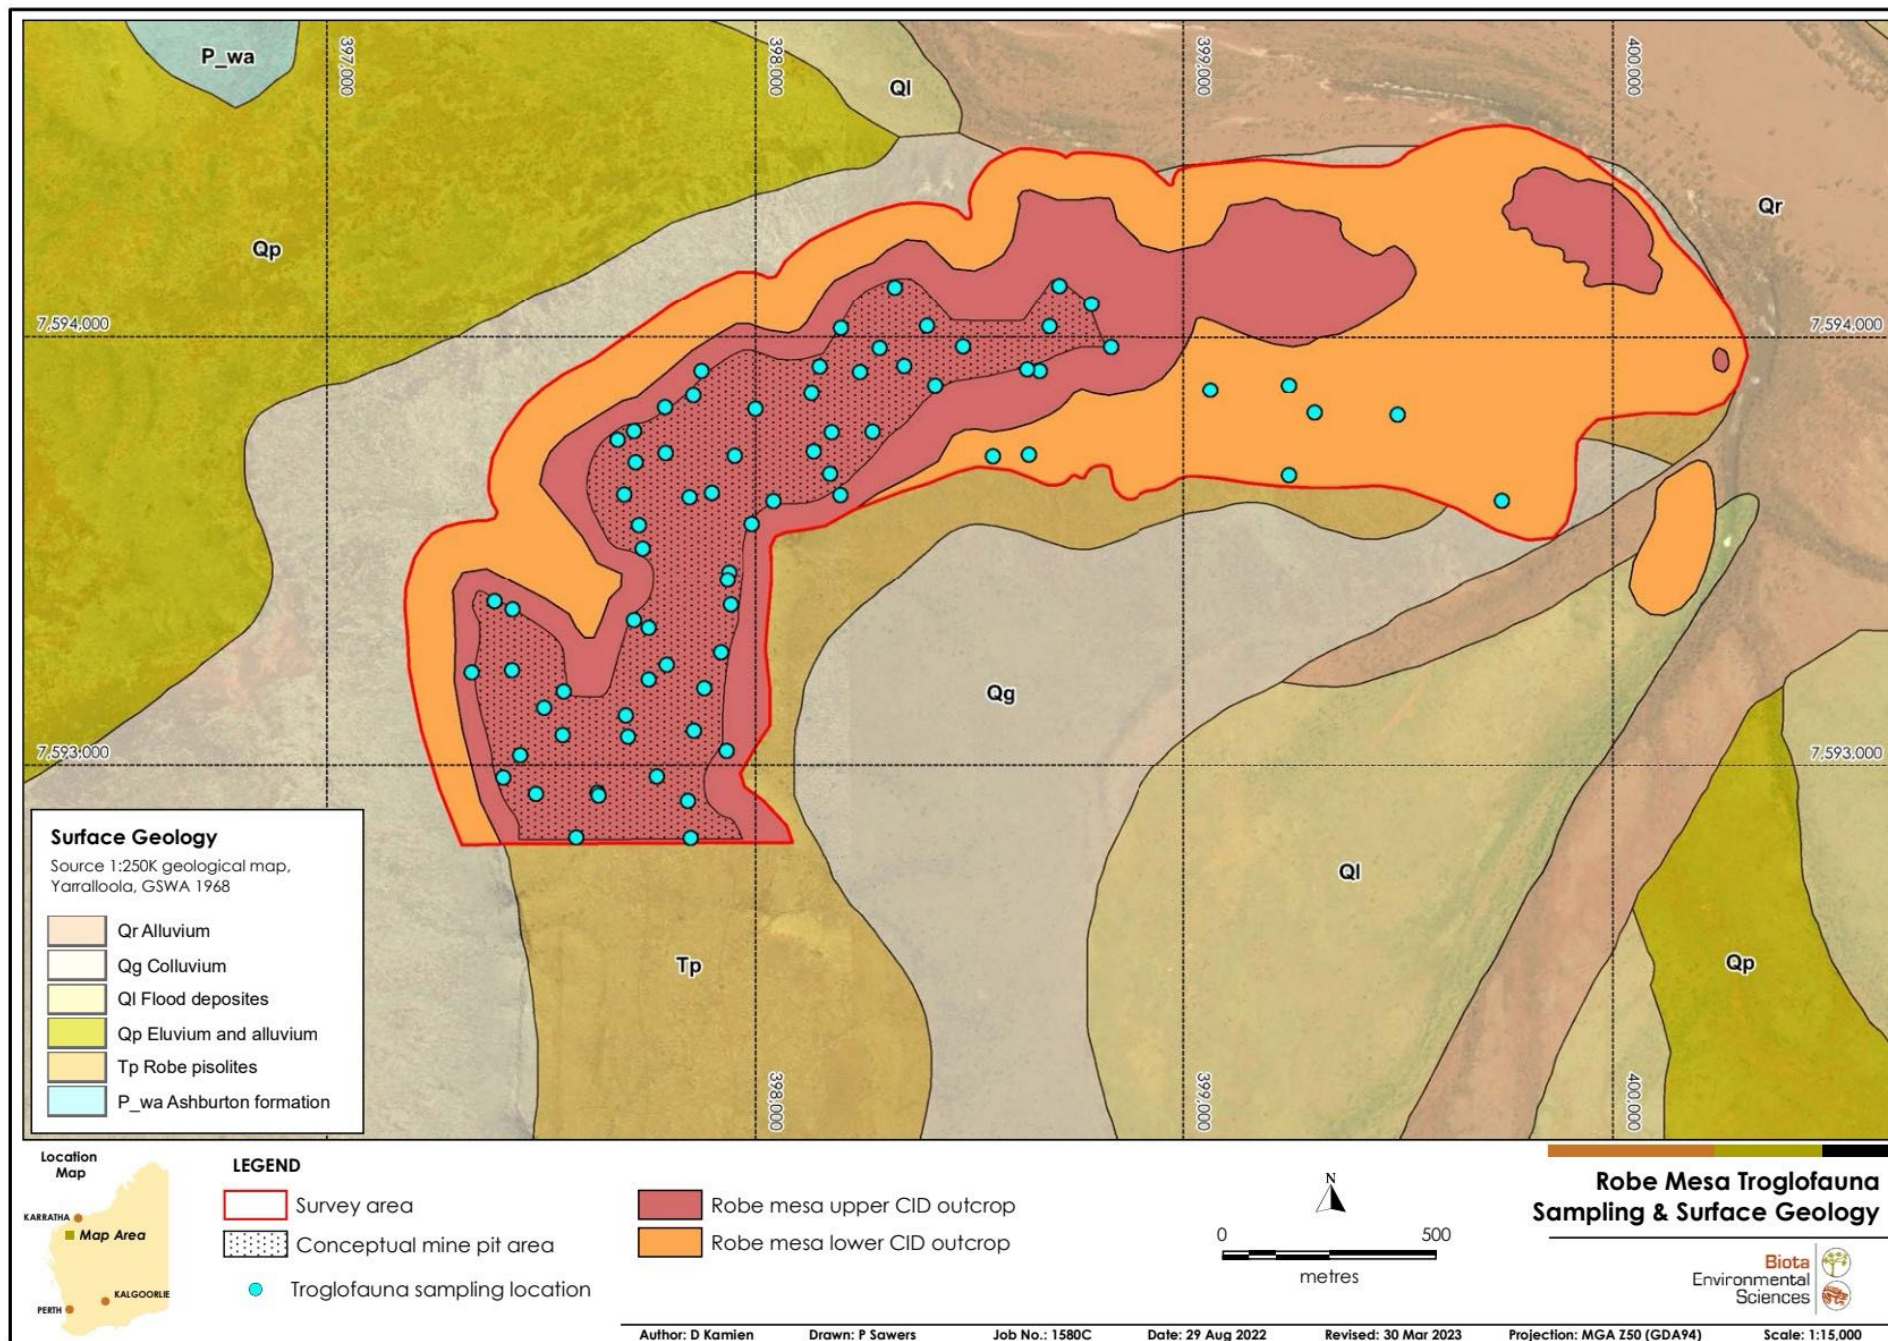 P_wa
397,000
398,000
Ql
399,000
400,000
Qp
Qr
7,594,000
7,594,000
Qg
7,593,000
7,593,000
Ql
Tp
Qp
398,000
399,000
400,000
Surface Geology
Source 1:250K geological map,
Yarralloola, GSWA 1968
Qr Alluvium
Qg Colluvium
Ql Flood deposites
Qp Eluvium and alluvium
Tp Robe pisolites
P_wa Ashburton formation
Location
Map
KARRATHA
Map Area
PERTH
KALGOORLIE
LEGEND
Survey area
Conceptual mine pit area
Troglofauna sampling location
Robe mesa upper CID outcrop
Robe mesa lower CID outcrop
N
0 500
metres
Robe Mesa Troglofauna
Sampling & Surface Geology
Biota
Environmental
Sciences
Author: D Kamien Drawn: P Sawers Job No.: 1580C Date: 29 Aug 2022 Revised: 30 Mar 2023 Projection: MGA Z50 (GDA94) Scale: 1:15,000